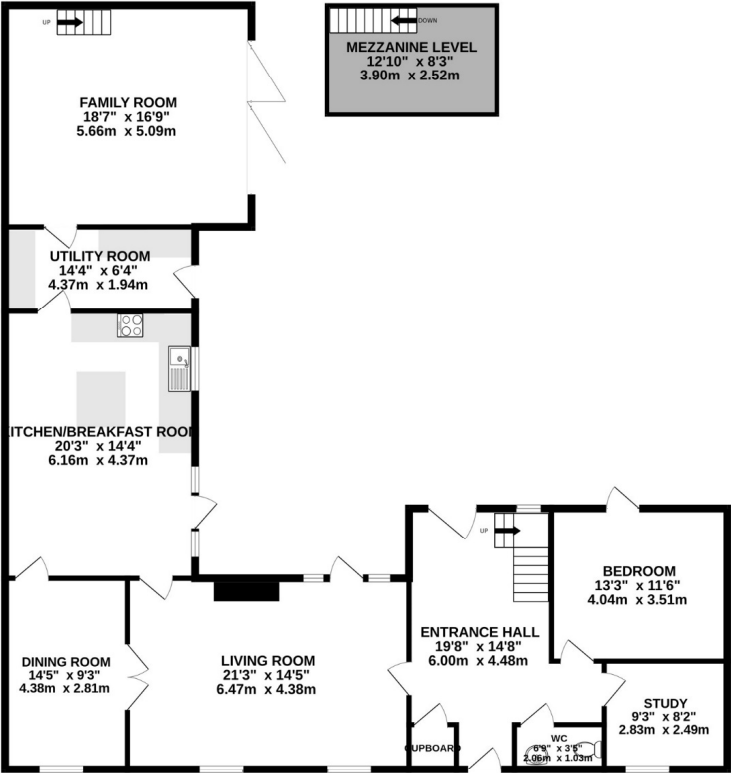 UP
DOWN
MEZZANINE LEVEL
12'10" x 8'3"
3.90m x 2.52m
FAMILY ROOM
18'7" x 16'9"
5.66m x 5.09m
UTILITY ROOM
14'4" x 6'4"
4.37m x 1.94m
KITCHEN/BREAKFAST ROOM
20'3" x 14'4"
6.16m x 4.37m
UP
BEDROOM
13'3" x 11'6"
4.04m x 3.51m
ENTRANCE HALL
19'8" x 14'8"
6.00m x 4.48m
DINING ROOM
14'5" x 9'3"
4.38m x 2.81m
LIVING ROOM
21'3" x 14'5"
6.47m x 4.38m
STUDY
9'3" x 8'2"
2.83m x 2.49m
CUPBOARD
WC
6'9" x 3'5"
2.06m x 1.03m